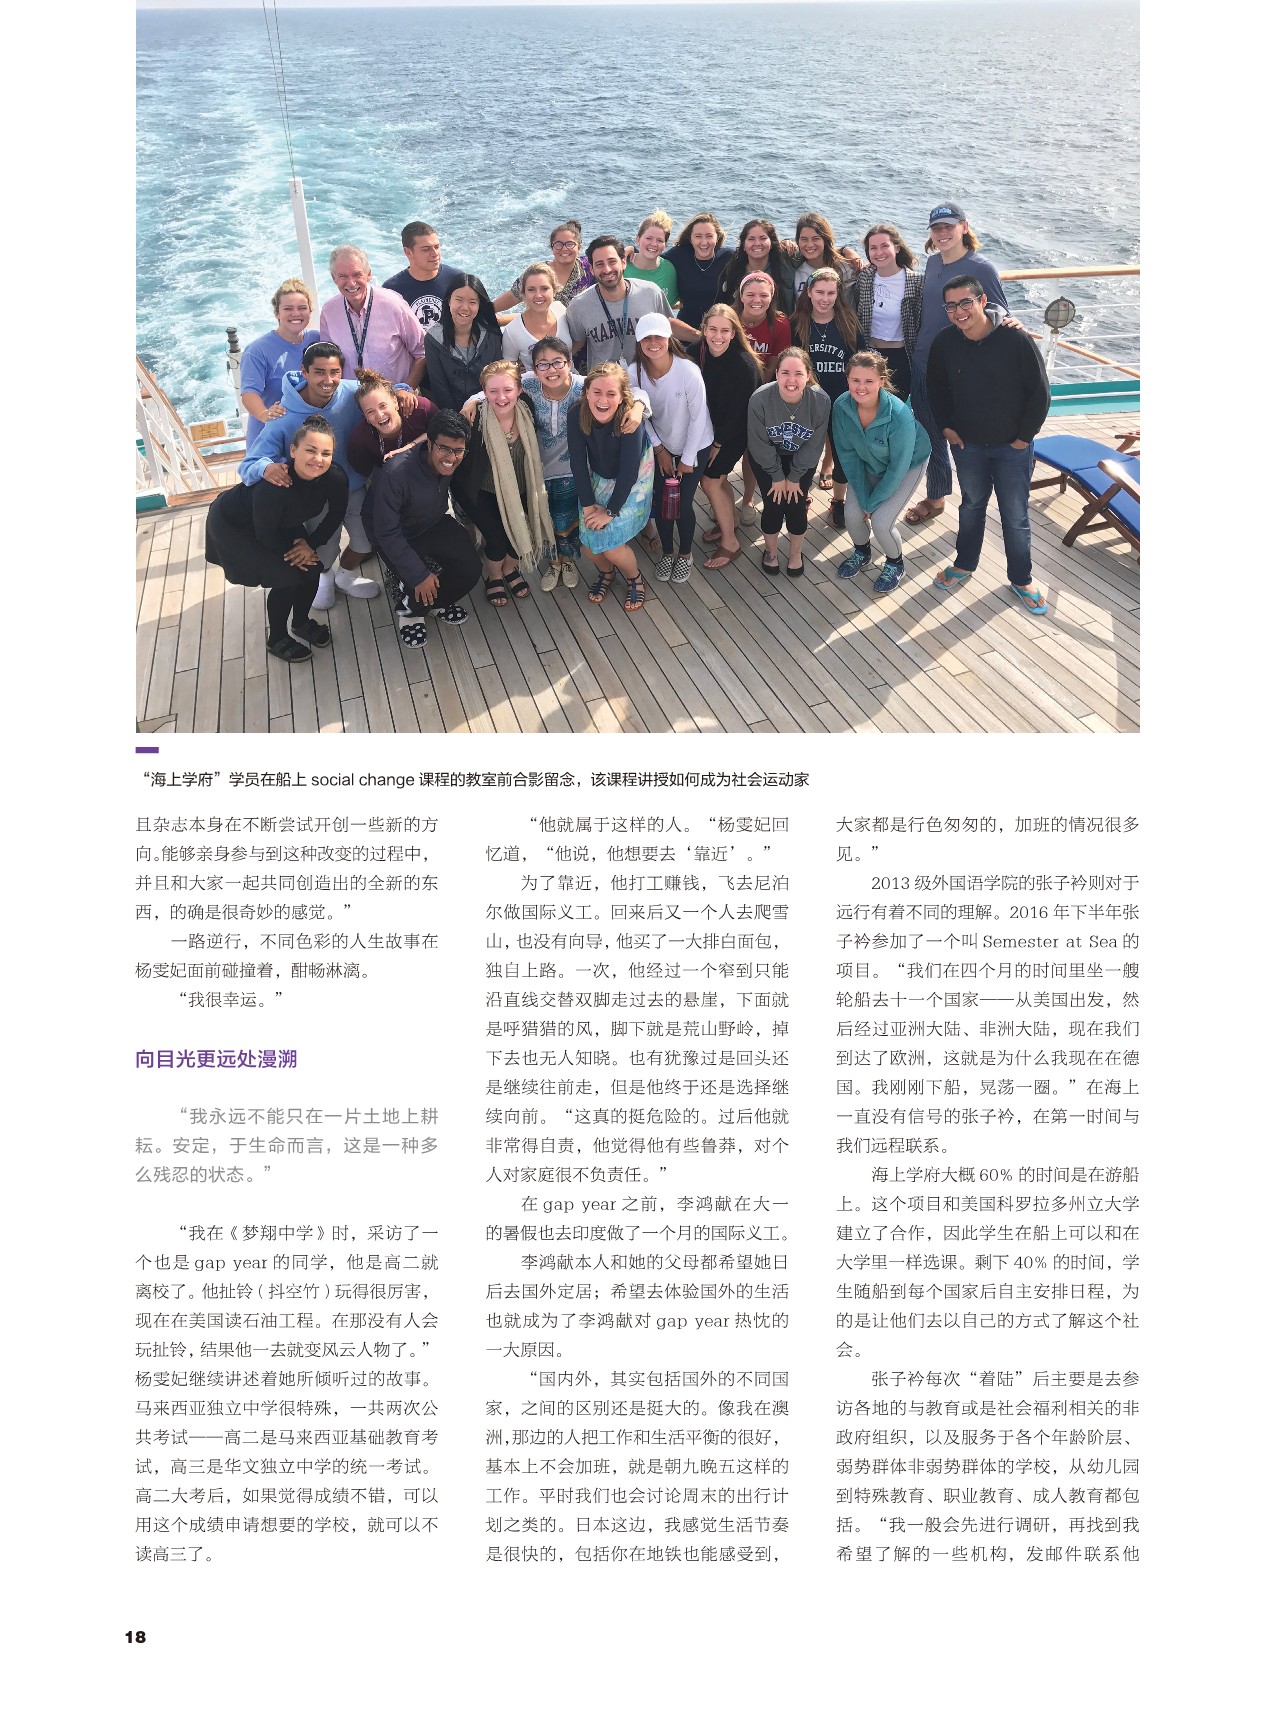 HARVARD
ERSITY OF
DIEGO
“海上学府”学员在船上 social change 课程的教室前合影留念，该课程讲授如何成为社会运动家
且杂志本身在不断尝试开创一些新的方
向。能够亲身参与到这种改变的过程中，
并且和大家一起共同创造出的全新的东
西，的确是很奇妙的感觉。”
一路逆行，不同色彩的人生故事在
杨雯妃面前碰撞着，酣畅淋漓。
“我很幸运。”
向目光更远处漫溯
“我永远不能只在一片土地上耕
耘。安定，于生命而言，这是一种多
么残忍的状态。”
“我在《梦翔中学》时，采访了一
个也是 gap year 的同学，他是高二就
离校了。他扯铃（抖空竹）玩得很厉害，
现在在美国读石油工程。在那没有人会
玩扯铃，结果他一去就变风云人物了。”
杨雯妃继续讲述着她所倾听过的故事。
马来西亚独立中学很特殊，一共两次公
共考试——高二是马来西亚基础教育考
试，高三是华文独立中学的统一考试。
高二大考后，如果觉得成绩不错，可以
用这个成绩申请想要的学校，就可以不
读高三了。
“他就属于这样的人。“杨雯妃回
忆道，“他说，他想要去‘靠近’。”
为了靠近，他打工赚钱，飞去尼泊
尔做国际义工。回来后又一个人去爬雪
山，也没有向导，他买了一大排白面包，
独自上路。一次，他经过一个窄到只能
沿直线交替双脚走过去的悬崖，下面就
是呼猎猎的风，脚下就是荒山野岭，掉
下去也无人知晓。也有犹豫过是回头还
是继续往前走，但是他终于还是选择继
续向前。“这真的挺危险的。过后他就
非常得自责，他觉得他有些鲁莽，对个
人对家庭很不负责任。”
在 gap year 之前，李鸿献在大一
的暑假也去印度做了一个月的国际义工。
李鸿献本人和她的父母都希望她日
后去国外定居；希望去体验国外的生活
也就成为了李鸿献对 gap year 热忱的
一大原因。
“国内外，其实包括国外的不同国
家，之间的区别还是挺大的。像我在澳
洲，那边的人把工作和生活平衡的很好，
基本上不会加班，就是朝九晚五这样的
工作。平时我们也会讨论周末的出行计
划之类的。日本这边，我感觉生活节奏
是很快的，包括你在地铁也能感受到，
大家都是行色匆匆的，加班的情况很多
见。”
2013 级外国语学院的张子衿则对于
远行有着不同的理解。2016 年下半年张
子衿参加了一个叫 Semester at Sea 的
项目。“我们在四个月的时间里坐一艘
轮船去十一个国家——从美国出发，然
后经过亚洲大陆、非洲大陆，现在我们
到达了欧洲，这就是为什么我现在在德
国。我刚刚下船，晃荡一圈。”在海上
一直没有信号的张子衿，在第一时间与
我们远程联系。
海上学府大概 60% 的时间是在游船
上。这个项目和美国科罗拉多州立大学
建立了合作，因此学生在船上可以和在
大学里一样选课。剩下 40% 的时间，学
生随船到每个国家后自主安排日程，为
的是让他们去以自己的方式了解这个社
会。
张子衿每次“着陆”后主要是去参
访各地的与教育或是社会福利相关的非
政府组织，以及服务于各个年龄阶层、
弱势群体非弱势群体的学校，从幼儿园
到特殊教育、职业教育、成人教育都包
括。“我一般会先进行调研，再找到我
希望了解的一些机构，发邮件联系他
18